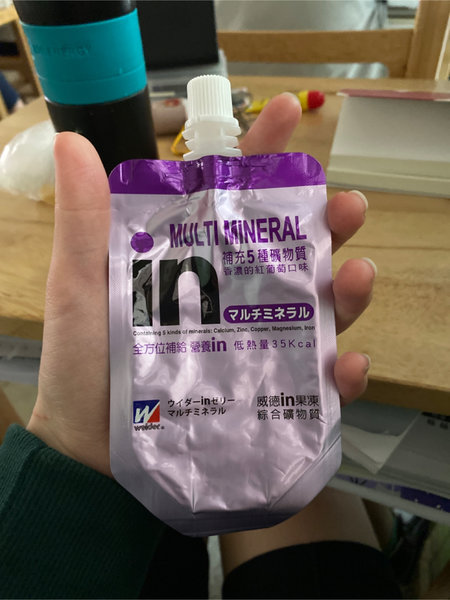 MULTI MINERAL
in
補充5種礦物質
香濃的紅葡萄口味
マルチミネラル
Containing 5 kinds of minerals: Calcium, Zinc, Copper, Magnesium, Iron
全方位補給 營養in 低熱量35Kcal
W
weider
ウイダーinゼリー
マルチミネラル
威德in果凍
綜合礦物質